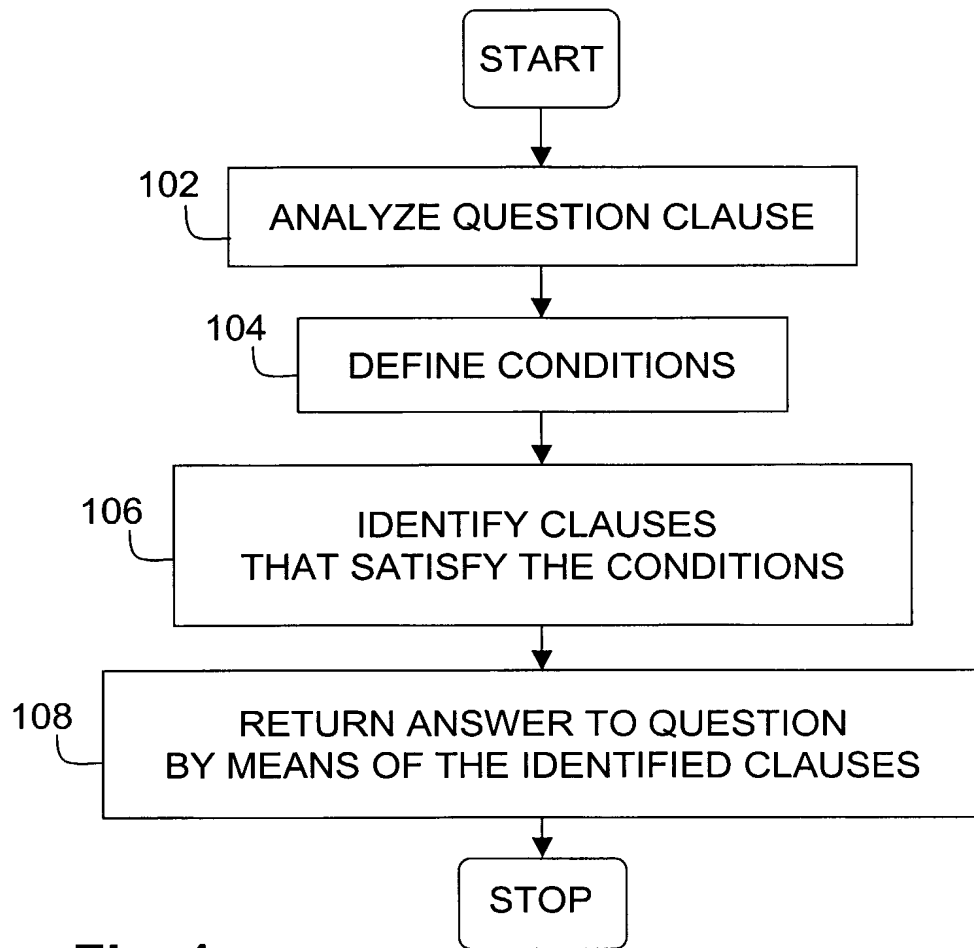 START
102
ANALYZE QUESTION CLAUSE
104
DEFINE CONDITIONS
106
IDENTIFY CLAUSES
THAT SATISFY THE CONDITIONS
108
RETURN ANSWER TO QUESTION
BY MEANS OF THE IDENTIFIED CLAUSES
STOP